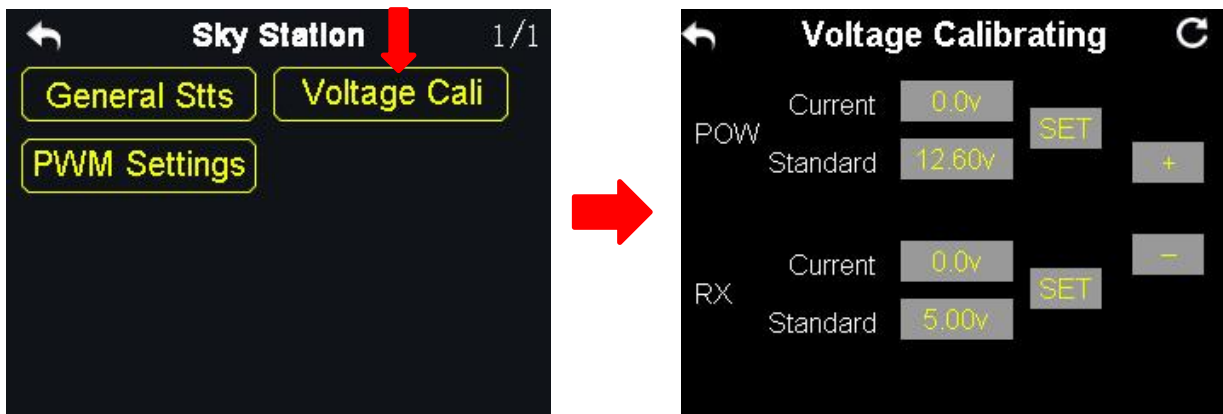 Sky Station 1/1
General Stts Voltage Cali
PWM Settings
Voltage Calibrating
Current 0.0v
POW SET
Standard 12.60v +
Current 0.0v –
RX SET
Standard 5.00v